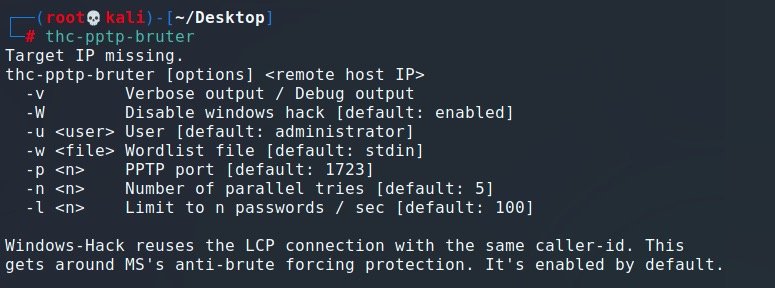 ┌──(root💀kali)-[~/Desktop]
└─# thc-pptp-bruter
Target IP missing.
thc-pptp-bruter [options] <remote host IP>
  -v        Verbose output / Debug output
  -W        Disable windows hack [default: enabled]
  -u <user> User [default: administrator]
  -w <file> Wordlist file [default: stdin]
  -p <n>    PPTP port [default: 1723]
  -n <n>    Number of parallel tries [default: 5]
  -l <n>    Limit to n passwords / sec [default: 100]

Windows-Hack reuses the LCP connection with the same caller-id. This
gets around MS's anti-brute forcing protection. It's enabled by default.